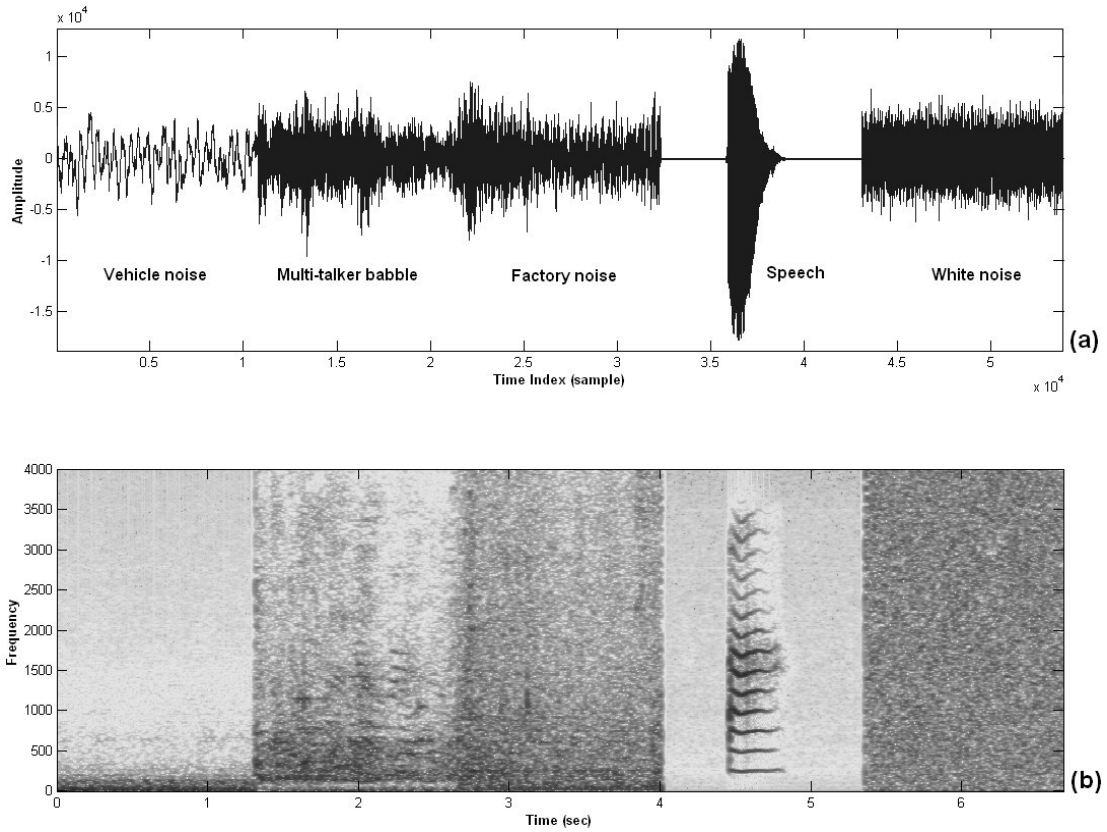 x 10^4
1
0.5
0
-0.5
-1
-1.5
Amplitude
Vehicle noise Multi-talker babble Factory noise Speech White noise
0.5 1 1.5 2 2.5 3 3.5 4 4.5 5
Time Index (sample)
x 10^4
(a)
4000
3500
3000
2500
2000
1500
1000
500
0
Frequency
0 1 2 3 4 5 6
Time (sec)
(b)